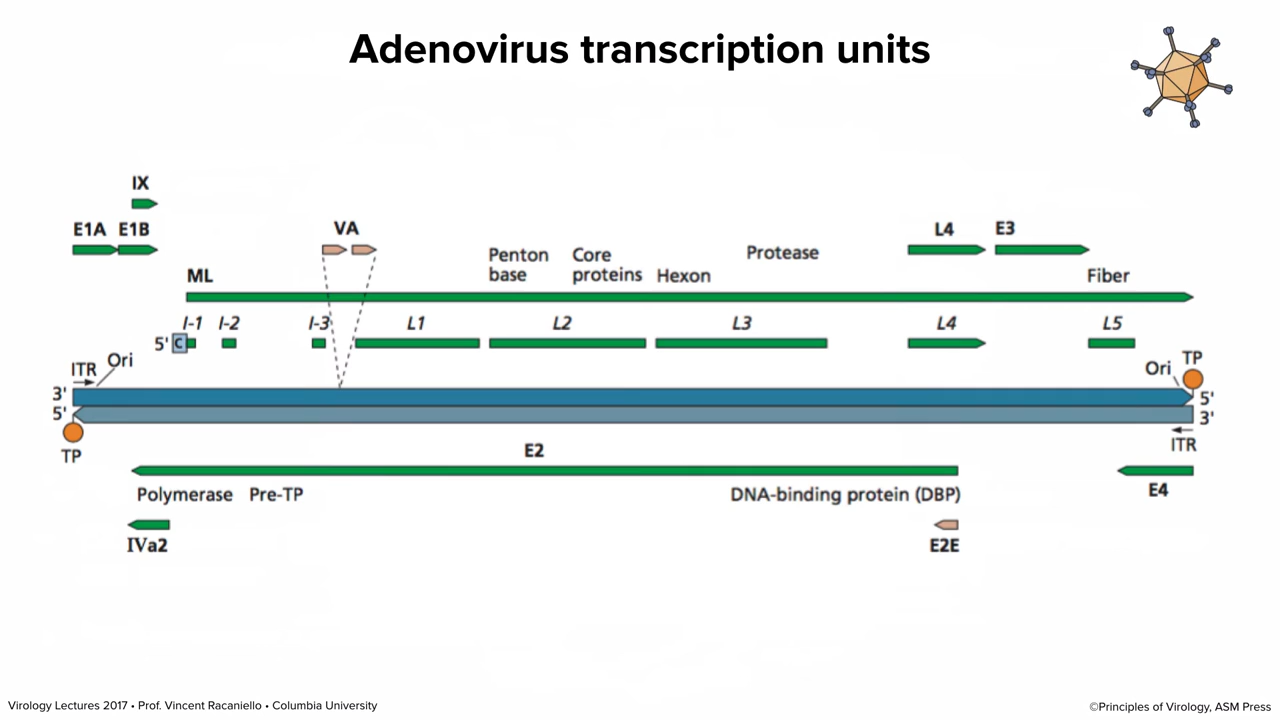 Adenovirus transcription units
IX
E1A E1B VA L4 E3
Penton base
Core proteins
Hexon
Protease
Fiber
ML
I-1 I-2 I-3 L1 L2 L3 L4 L5
5' C
ITR Ori
Ori TP
3' 5'
5' 3'
TP
ITR
E2
Polymerase Pre-TP DNA-binding protein (DBP) E4
IVa2 E2E
Virology Lectures 2017 • Prof. Vincent Racaniello • Columbia University
©Principles of Virology, ASM Press